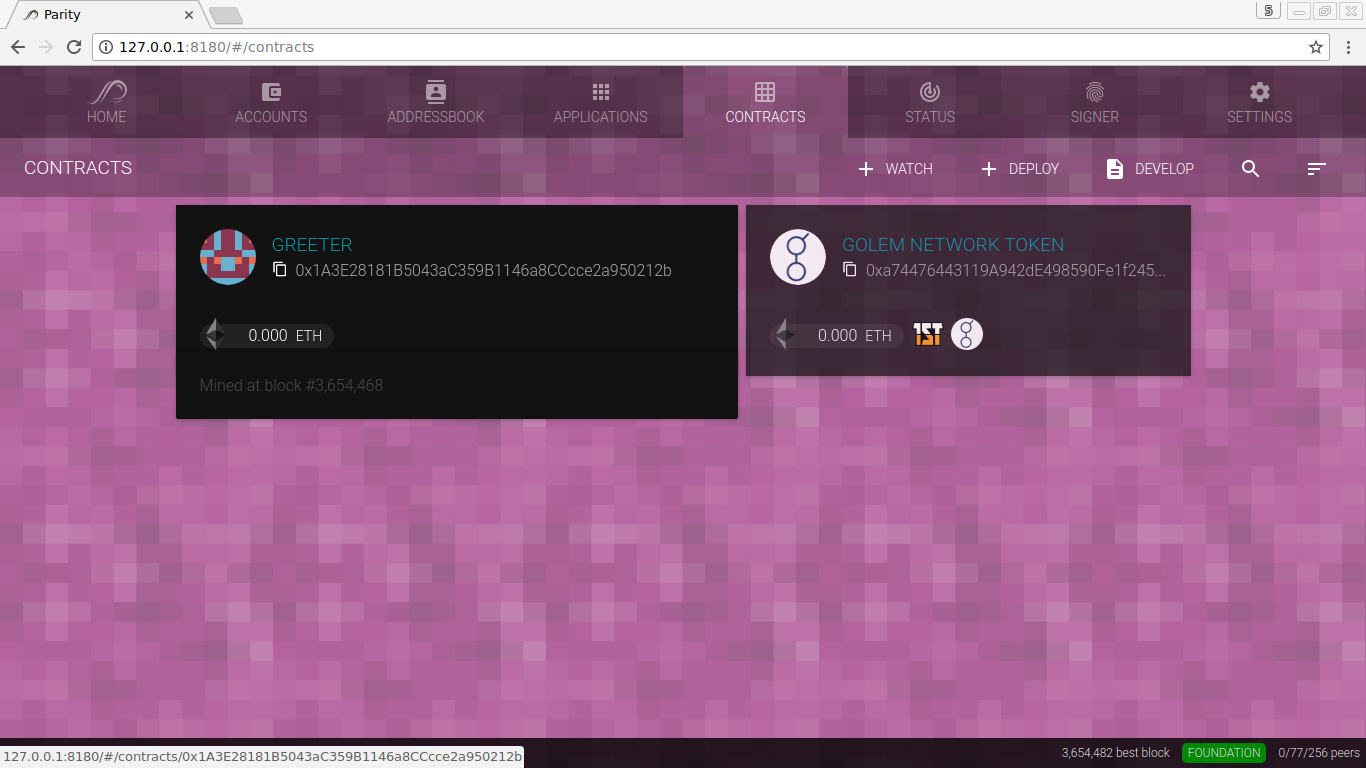 Parity
5
127.0.0.1:8180/#/contracts
HOME
ACCOUNTS
ADDRESSBOOK
APPLICATIONS
CONTRACTS
STATUS
SIGNER
SETTINGS
CONTRACTS
WATCH
DEPLOY
DEVELOP
GREETER
0x1A3E28181B5043aC359B1146a8CCcce2a950212b
0.000 ETH
Mined at block #3,654,468
GOLEM NETWORK TOKEN
0xa74476443119A942dE498590Fe1f245...
0.000 ETH
1ST
127.0.0.1:8180/#/contracts/0x1A3E28181B5043aC359B1146a8CCcce2a950212b
3,654,482 best block
FOUNDATION
0/77/256 peers